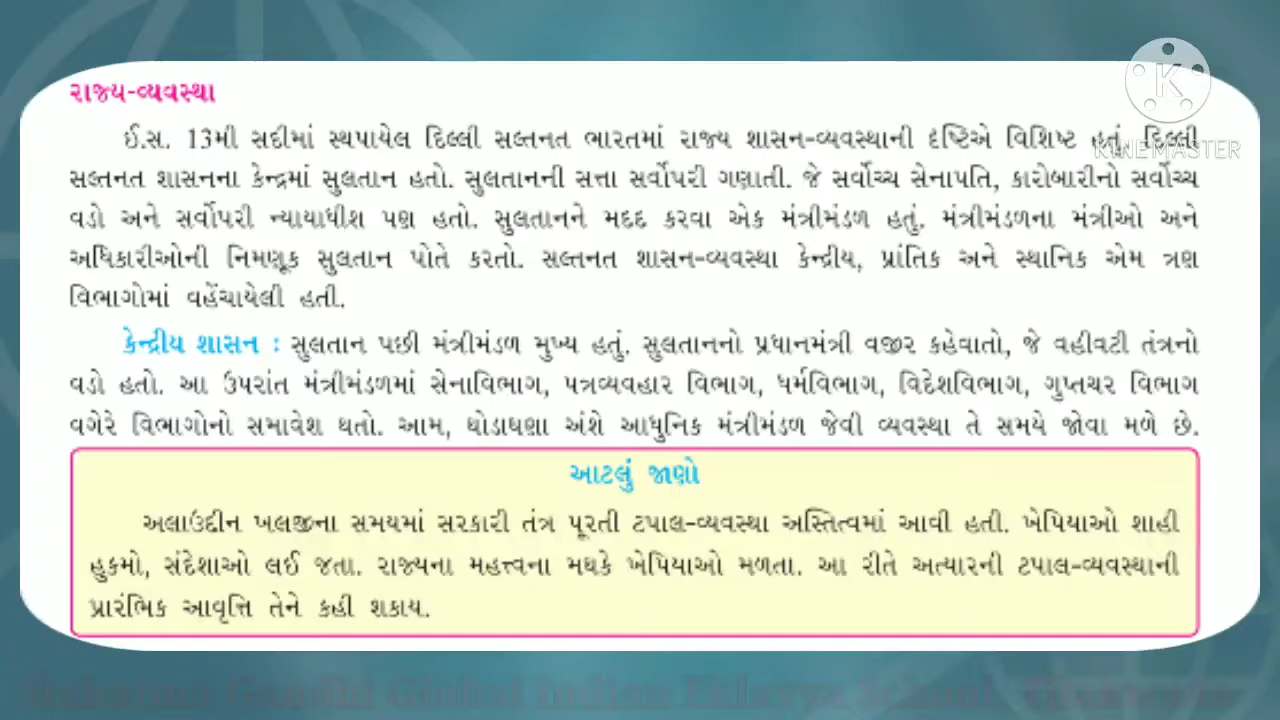 રાજ્ય-વ્યવસ્થા
ઈ.સ. 13મી સદીમાં સ્થપાયેલ દિલ્લી સલ્તનત ભારતમાં રાજ્ય શાસન-વ્યવસ્થાની દૃષ્ટિએ વિશિષ્ટ હતું. દિલ્લી
સલ્તનત શાસનના કેન્દ્રમાં સુલતાન હતો. સુલતાનની સત્તા સર્વોપરી ગણાતી. જે સર્વોચ્ચ સેનાપતિ, કારોબારીનો સર્વોચ્ચ
વડો અને સર્વોપરી ન્યાયાધીશ પણ હતો. સુલતાનને મદદ કરવા એક મંત્રીમંડળ હતું. મંત્રીમંડળના મંત્રીઓ અને
અધિકારીઓની નિમણૂક સુલતાન પોતે કરતો. સલ્તનત શાસન-વ્યવસ્થા કેન્દ્રીય, પ્રાંતિક અને સ્થાનિક એમ ત્રણ
વિભાગોમાં વહેંચાયેલી હતી.
કેન્દ્રીય શાસન : સુલતાન પછી મંત્રીમંડળ મુખ્ય હતું. સુલતાનનો પ્રધાનમંત્રી વજીર કહેવાતો, જે વહીવટી તંત્રનો
વડો હતો. આ ઉપરાંત મંત્રીમંડળમાં સેનાવિભાગ, પત્રવ્યવહાર વિભાગ, ધર્મવિભાગ, વિદેશવિભાગ, ગુપ્તચર વિભાગ
વગેરે વિભાગોનો સમાવેશ થતો. આમ, થોડાઘણા અંશે આધુનિક મંત્રીમંડળ જેવી વ્યવસ્થા તે સમયે જોવા મળે છે.
આટલું જાણો
અલાઉદ્દીન ખલજીના સમયમાં સરકારી તંત્ર પૂરતી ટપાલ-વ્યવસ્થા અસ્તિત્વમાં આવી હતી. ખેપિયાઓ શાહી
હુકમો, સંદેશાઓ લઈ જતા. રાજ્યના મહત્ત્વના મથકે ખેપિયાઓ મળતા. આ રીતે અત્યારની ટપાલ-વ્યવસ્થાની
પ્રારંભિક આવૃત્તિ તેને કહી શકાય.
K
KINEMASTER
Gandhi Global Indian Eklavya School